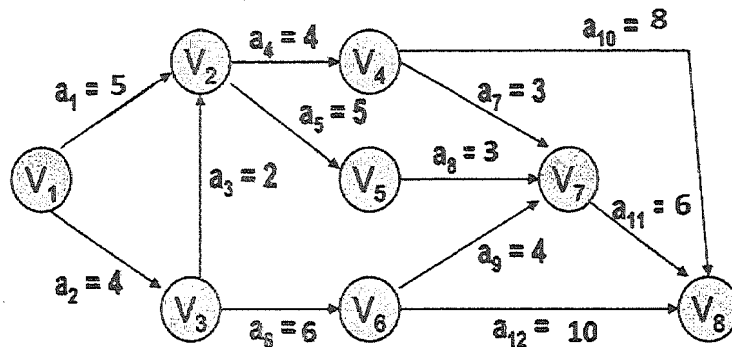 a₁₀ = 8
V₂
a₄ = 4
V₄
a₁ = 5
a₅ = 5
a₇ = 3
V₁
a₃ = 2
V₅
a₈ = 3
V₇
a₁₁ = 6
a₂ = 4
a₉ = 4
V₃
a₆ = 6
V₆
a₁₂ = 10
V₈